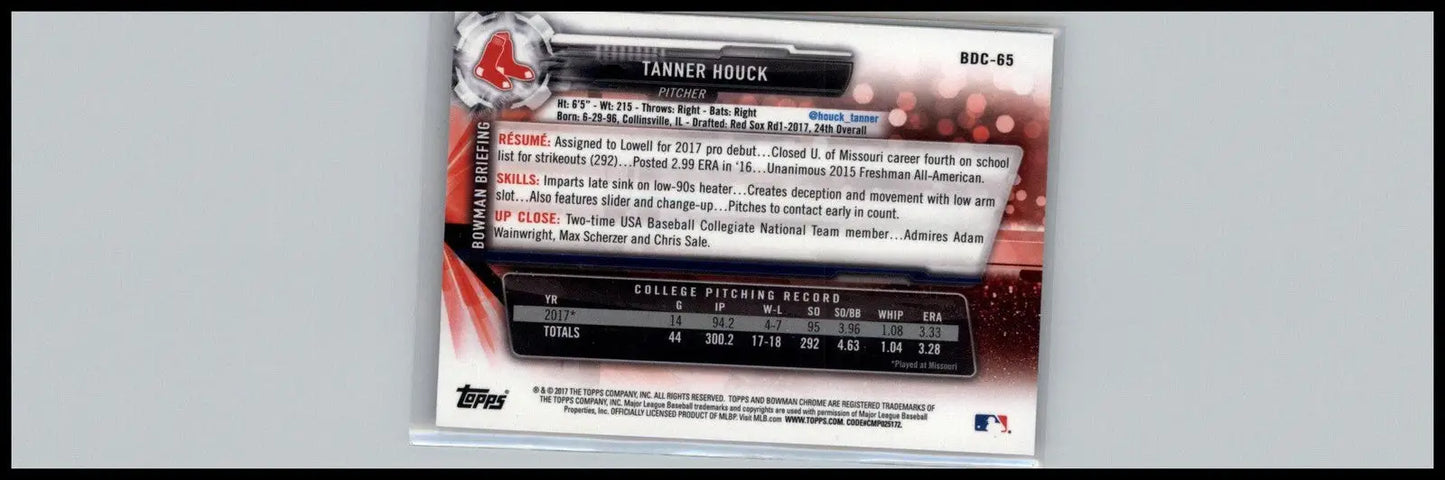 BDC-65
TANNER HOUCK
PITCHER
Ht: 6'5" - Wt: 215 - Throws: Right - Bats: Right
@houck_tanner
Born: 6-29-96, Collinsville, IL - Drafted: Red Sox Rd1-2017, 24th Overall
BOWMAN BRIEFING
RÉSUMÉ: Assigned to Lowell for 2017 pro debut...Closed U. of Missouri career fourth on school
list for strikeouts (292)...Posted 2.99 ERA in '16...Unanimous 2015 Freshman All-American.
SKILLS: Imparts late sink on low-90s heater...Creates deception and movement with low arm
slot...Also features slider and change-up...Pitches to contact early in count.
UP CLOSE: Two-time USA Baseball Collegiate National Team member...Admires Adam
Wainwright, Max Scherzer and Chris Sale.
COLLEGE PITCHING RECORD
YR G IP W-L SO SO/BB WHIP ERA
2017* 14 94.2 4-7 95 3.96 1.08 3.33
TOTALS 44 300.2 17-18 292 4.63 1.04 3.28
*Played at Missouri
Topps
® & © 2017 THE TOPPS COMPANY, INC. ALL RIGHTS RESERVED. TOPPS AND BOWMAN CHROME ARE REGISTERED TRADEMARKS OF
THE TOPPS COMPANY, INC. Major League Baseball trademarks and copyrights are used with permission of Major League Baseball
Properties, Inc. OFFICIALLY LICENSED PRODUCT OF MLBP. Visit MLB.com WWW.TOPPS.COM. CODE#CMP025172.